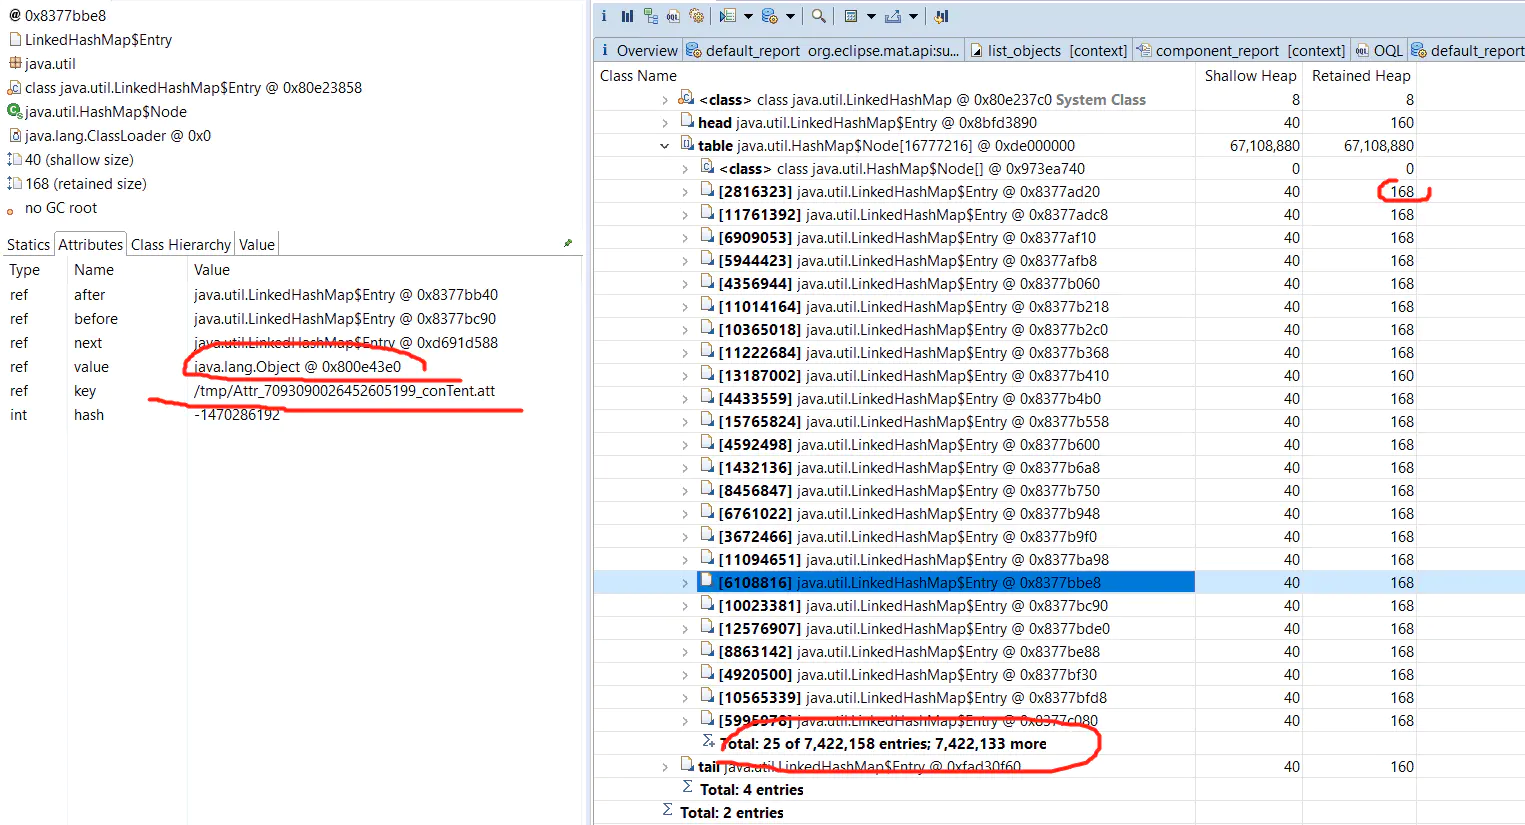 @ 0x8377bbe8
LinkedHashMap$Entry
java.util
class java.util.LinkedHashMap$Entry @ 0x80e23858
java.util.HashMap$Node
java.lang.ClassLoader @ 0x0
40 (shallow size)
168 (retained size)
no GC root
Statics Attributes Class Hierarchy Value
Type Name Value
ref after java.util.LinkedHashMap$Entry @ 0x8377bb40
ref before java.util.LinkedHashMap$Entry @ 0x8377bc90
ref next java.util.LinkedHashMap$Entry @ 0xd691d588
ref value java.lang.Object @ 0x800e43e0
ref key /tmp/Attr_7093090026452605199_conTent.att
int hash -1470286192
i Overview default_report org.eclipse.mat.api:su... list_objects [context] component_report [context] OQL default_report
Class Name Shallow Heap Retained Heap
<class> class java.util.LinkedHashMap @ 0x80e237c0 System Class 8 8
head java.util.LinkedHashMap$Entry @ 0x8bfd3890 40 160
table java.util.HashMap$Node[16777216] @ 0xde000000 67,108,880 67,108,880
<class> class java.util.HashMap$Node[] @ 0x973ea740 0 0
[2816323] java.util.LinkedHashMap$Entry @ 0x8377ad20 40 168
[11761392] java.util.LinkedHashMap$Entry @ 0x8377adc8 40 168
[6909053] java.util.LinkedHashMap$Entry @ 0x8377af10 40 168
[5944423] java.util.LinkedHashMap$Entry @ 0x8377afb8 40 168
[4356944] java.util.LinkedHashMap$Entry @ 0x8377b060 40 168
[11014164] java.util.LinkedHashMap$Entry @ 0x8377b218 40 168
[10365018] java.util.LinkedHashMap$Entry @ 0x8377b2c0 40 168
[11222684] java.util.LinkedHashMap$Entry @ 0x8377b368 40 168
[13187002] java.util.LinkedHashMap$Entry @ 0x8377b410 40 160
[4433559] java.util.LinkedHashMap$Entry @ 0x8377b4b0 40 168
[15765824] java.util.LinkedHashMap$Entry @ 0x8377b558 40 168
[4592498] java.util.LinkedHashMap$Entry @ 0x8377b600 40 168
[1432136] java.util.LinkedHashMap$Entry @ 0x8377b6a8 40 168
[8456847] java.util.LinkedHashMap$Entry @ 0x8377b750 40 168
[6761022] java.util.LinkedHashMap$Entry @ 0x8377b948 40 168
[3672466] java.util.LinkedHashMap$Entry @ 0x8377b9f0 40 168
[11094651] java.util.LinkedHashMap$Entry @ 0x8377ba98 40 168
[6108816] java.util.LinkedHashMap$Entry @ 0x8377bbe8 40 168
[10023381] java.util.LinkedHashMap$Entry @ 0x8377bc90 40 168
[12576907] java.util.LinkedHashMap$Entry @ 0x8377bde0 40 168
[8863142] java.util.LinkedHashMap$Entry @ 0x8377be88 40 168
[4920500] java.util.LinkedHashMap$Entry @ 0x8377bf30 40 168
[10565339] java.util.LinkedHashMap$Entry @ 0x8377bfd8 40 168
[5995978] java.util.LinkedHashMap$Entry @ 0x8377c080 40 168
Total: 25 of 7,422,158 entries; 7,422,133 more
tail java.util.LinkedHashMap$Entry @ 0xfad30f60 40 160
Total: 4 entries
Total: 2 entries